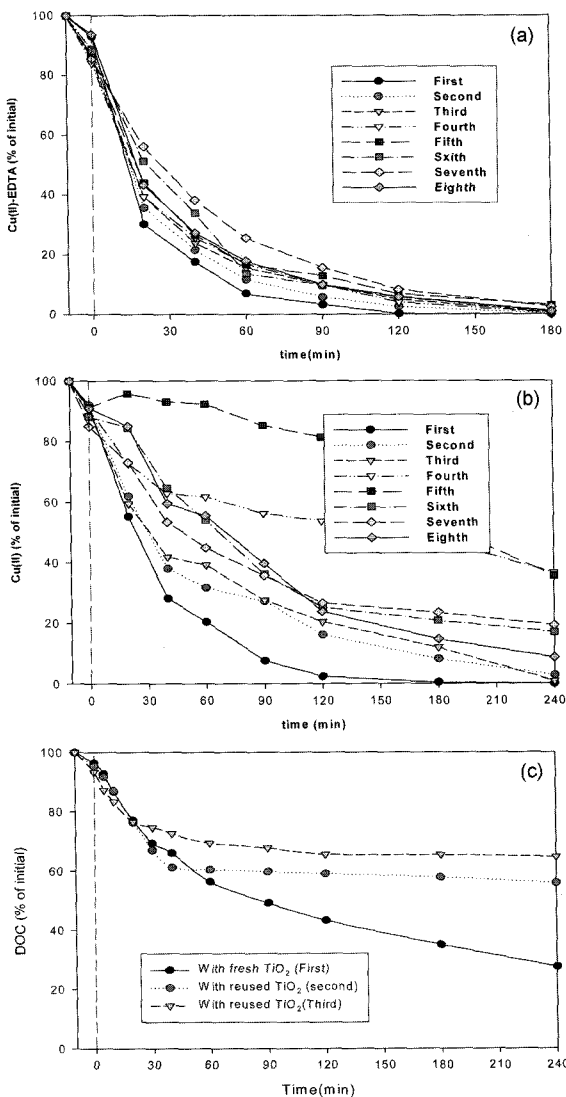 (a)
100
80
60
40
20
0
Cu(II)-EDTA (% of initial)
First
Second
Third
Fourth
Fifth
Sxith
Seventh
Eighth
0 30 60 90 120 150 180
time(min)
(b)
100
80
60
40
20
0
Cu(II) (% of initial)
First
Second
Third
Fourth
Fifth
Sixth
Seventh
Eighth
0 30 60 90 120 150 180 210 240
time (min)
(c)
100
80
60
40
20
0
DOC (% of initial)
With fresh TiO2 (First)
With reused TiO2 (second)
With reused TiO2(Third)
0 30 60 90 120 150 180 210 240
Time(min)